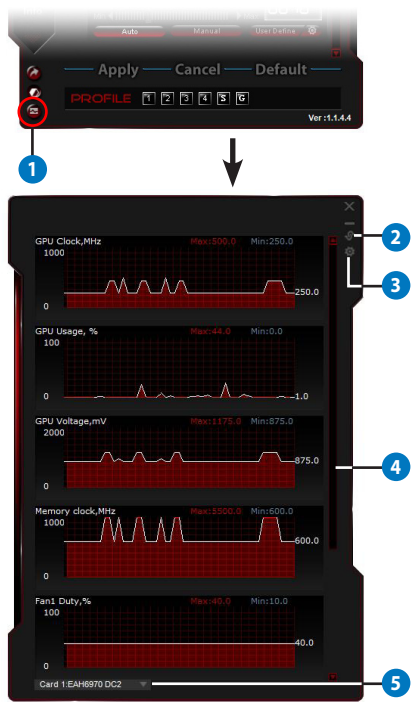 Auto Manual User Define
Apply Cancel Default
PROFILE 1 2 3 4 S G
Ver :1.1.4.4
1
2
3
GPU Clock,MHz Max:500.0 Min:250.0
1000
250.0
0
GPU Usage, % Max:44.0 Min:0.0
100
1.0
0
GPU Voltage,mV Max:1175.0 Min:875.0
2000
875.0
0
4
Memory clock,MHz Max:5500.0 Min:600.0
1000
600.0
0
Fan1 Duty,% Max:40.0 Min:10.0
100
40.0
0
Card 1:EAH6970 DC2
5